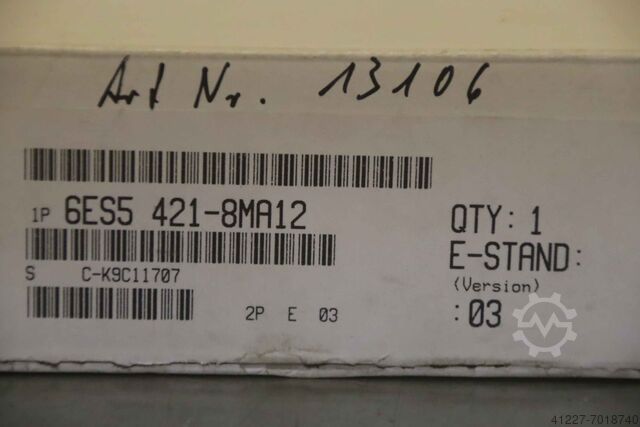 Art Nr. 13106
1P 6ES5 421-8MA12
QTY: 1
S C-K9C11707
E-STAND:
(Version)
2P E 03
:03
41227-7018740